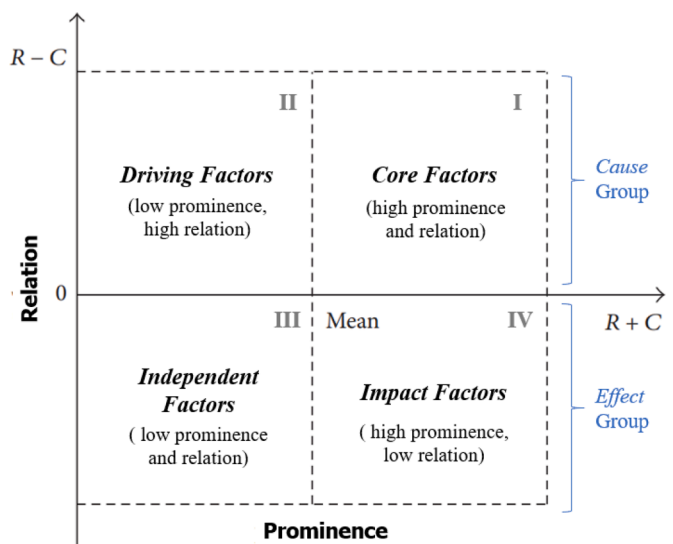 R – C
II
I
Driving Factors
(low prominence,
high relation)
Core Factors
(high prominence
and relation)
Cause
Group
Relation
0
III
Mean
IV
R + C
Independent
Factors
( low prominence
and relation)
Impact Factors
( high prominence,
low relation)
Effect
Group
Prominence